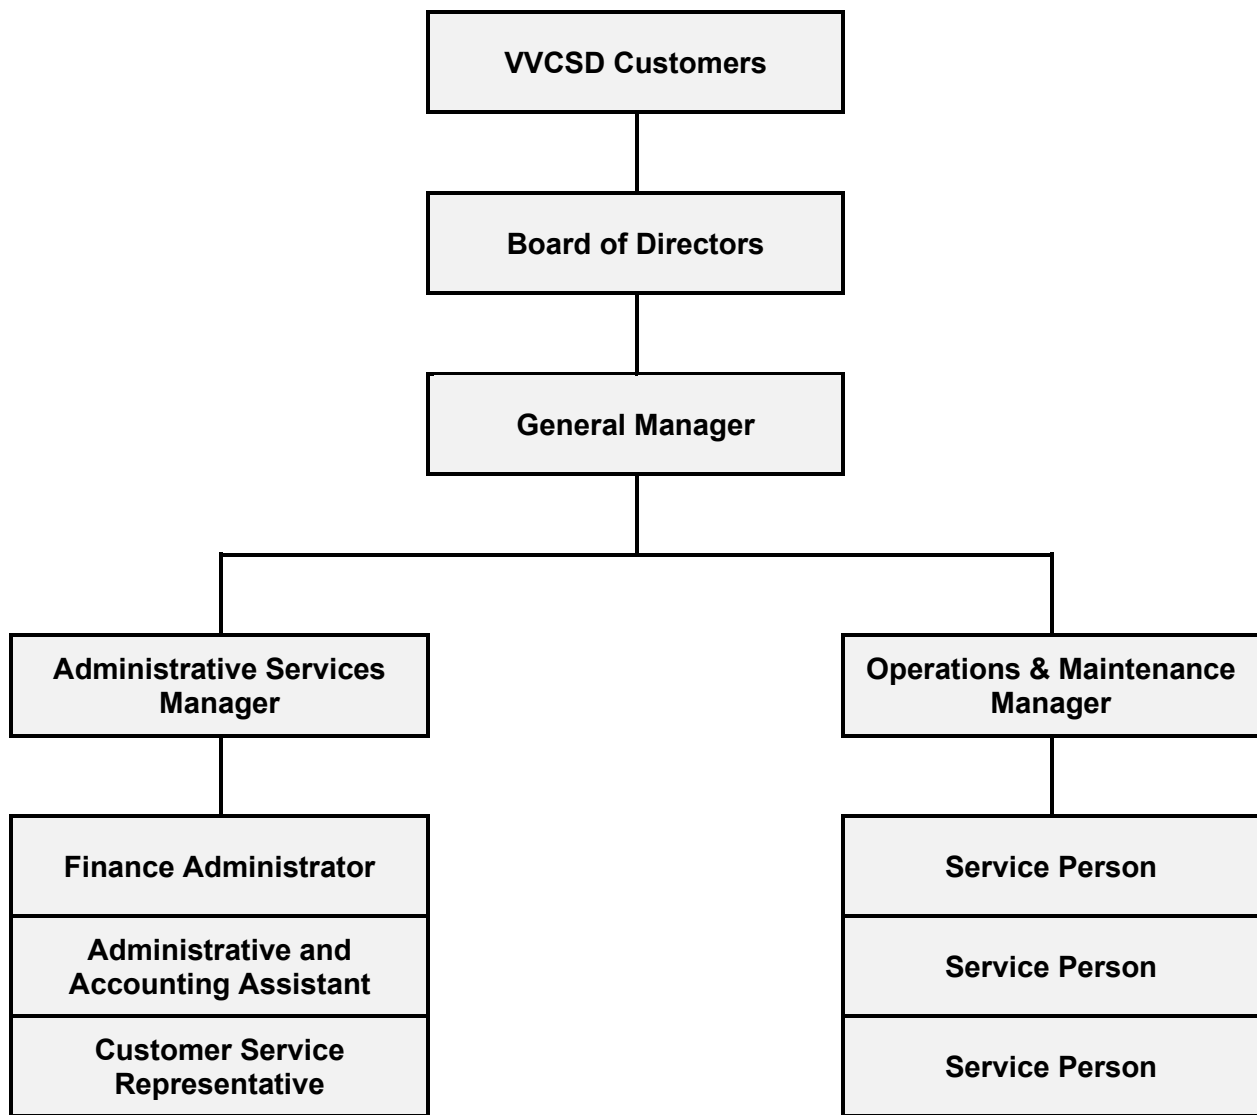 VVCSD Customers
Board of Directors
General Manager
Administrative Services
Manager
Operations & Maintenance
Manager
Finance Administrator
Administrative and
Accounting Assistant
Customer Service
Representative
Service Person
Service Person
Service Person